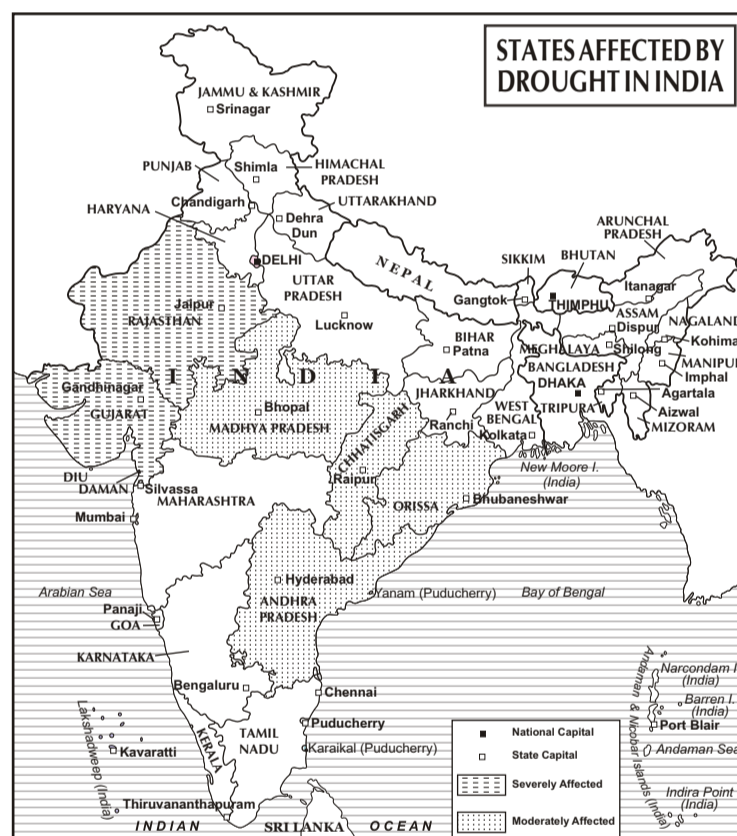 STATES AFFECTED BY
DROUGHT IN INDIA
JAMMU & KASHMIR
Srinagar
PUNJAB
Shimla
HIMACHAL
PRADESH
Chandigarh
UTTARAKHAND
HARYANA
Dehra
Dun
ARUNCHAL
PRADESH
DELHI
NEPAL
SIKKIM
BHUTAN
UTTAR
PRADESH
Gangtok
THIMPHU
Itanagar
Jaipur
RAJASTHAN
Lucknow
ASSAM
Dispur
NAGALAND
BIHAR
Patna
MEGHALAYA
Shilong
Kohima
BANGLADESH
MANIPUR
Imphal
INDIA
Gandhinagar
GUJARAT
DHAKA
Agartala
JHARKHAND
Ranchi
WEST
BENGAL
TRIPURA
Aizwal
MIZORAM
Bhopal
MADHYA PRADESH
CHHATISGARH
Kolkata
DIU
DAMAN
Silvassa
MAHARASHTRA
Raipur
New Moore I.
(India)
ORISSA
Bhubaneshwar
Mumbai
Hyderabad
Arabian Sea
ANDHRA
PRADESH
Yanam (Puducherry)
Bay of Bengal
Panaji
GOA
KARNATAKA
Bengaluru
Chennai
Andaman & Nicobar Islands (India)
Narcondam I.
(India)
Barren I.
(India)
Port Blair
Andaman Sea
Indira Point
(India)
Lakshadweep (India)
Kavaratti
KERALA
TAMIL
NADU
Puducherry
Karaikal (Puducherry)
Thiruvananthapuram
INDIAN
SRI LANKA
OCEAN
National Capital
State Capital
Severely Affected
Moderately Affected